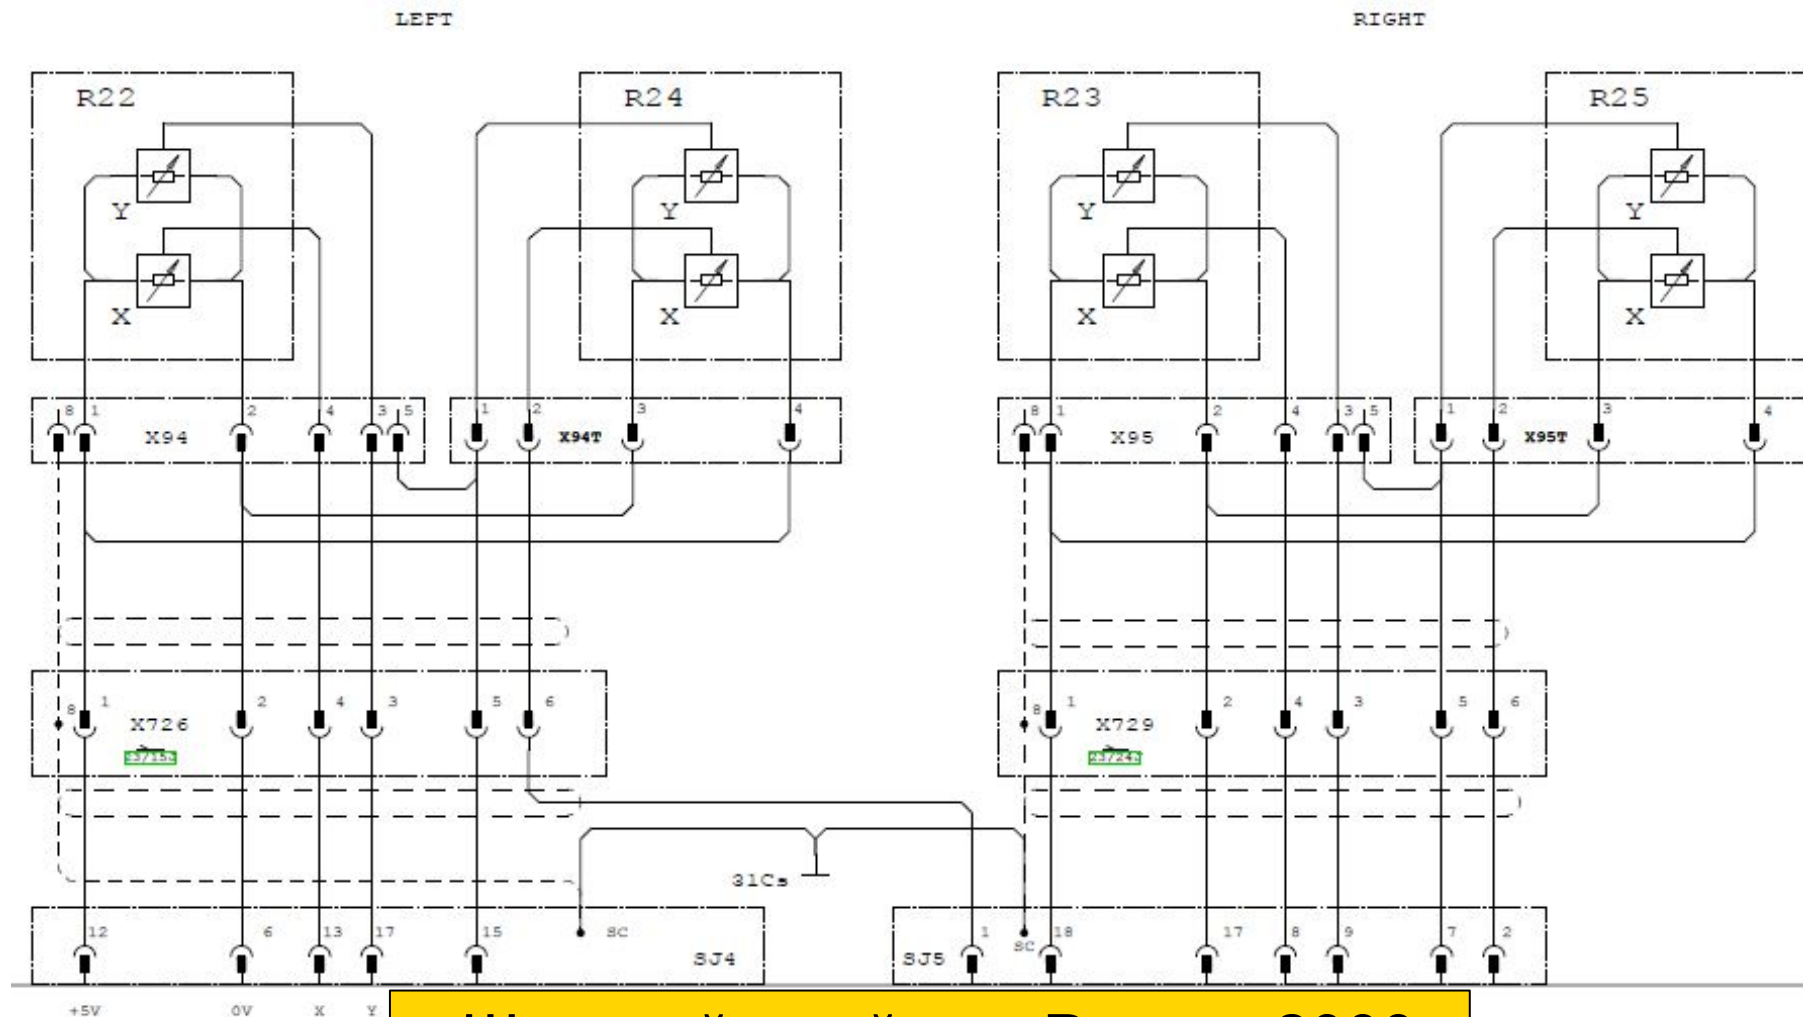 LEFT RIGHT
R22 R24 R23 R25
Y Y Y Y
X X X X
8 1 2 4 3 5 1 2 3 4 8 1 2 4 3 5 1 2 3 4
X94 X94T X95 X95T
8 1 2 4 3 5 6 8 1 2 4 3 5 6
X726 X729
31Cs
12 6 13 17 15 SC 1 SC 18 17 8 9 7 2
SJ4 SJ5
+5V 0V X Y